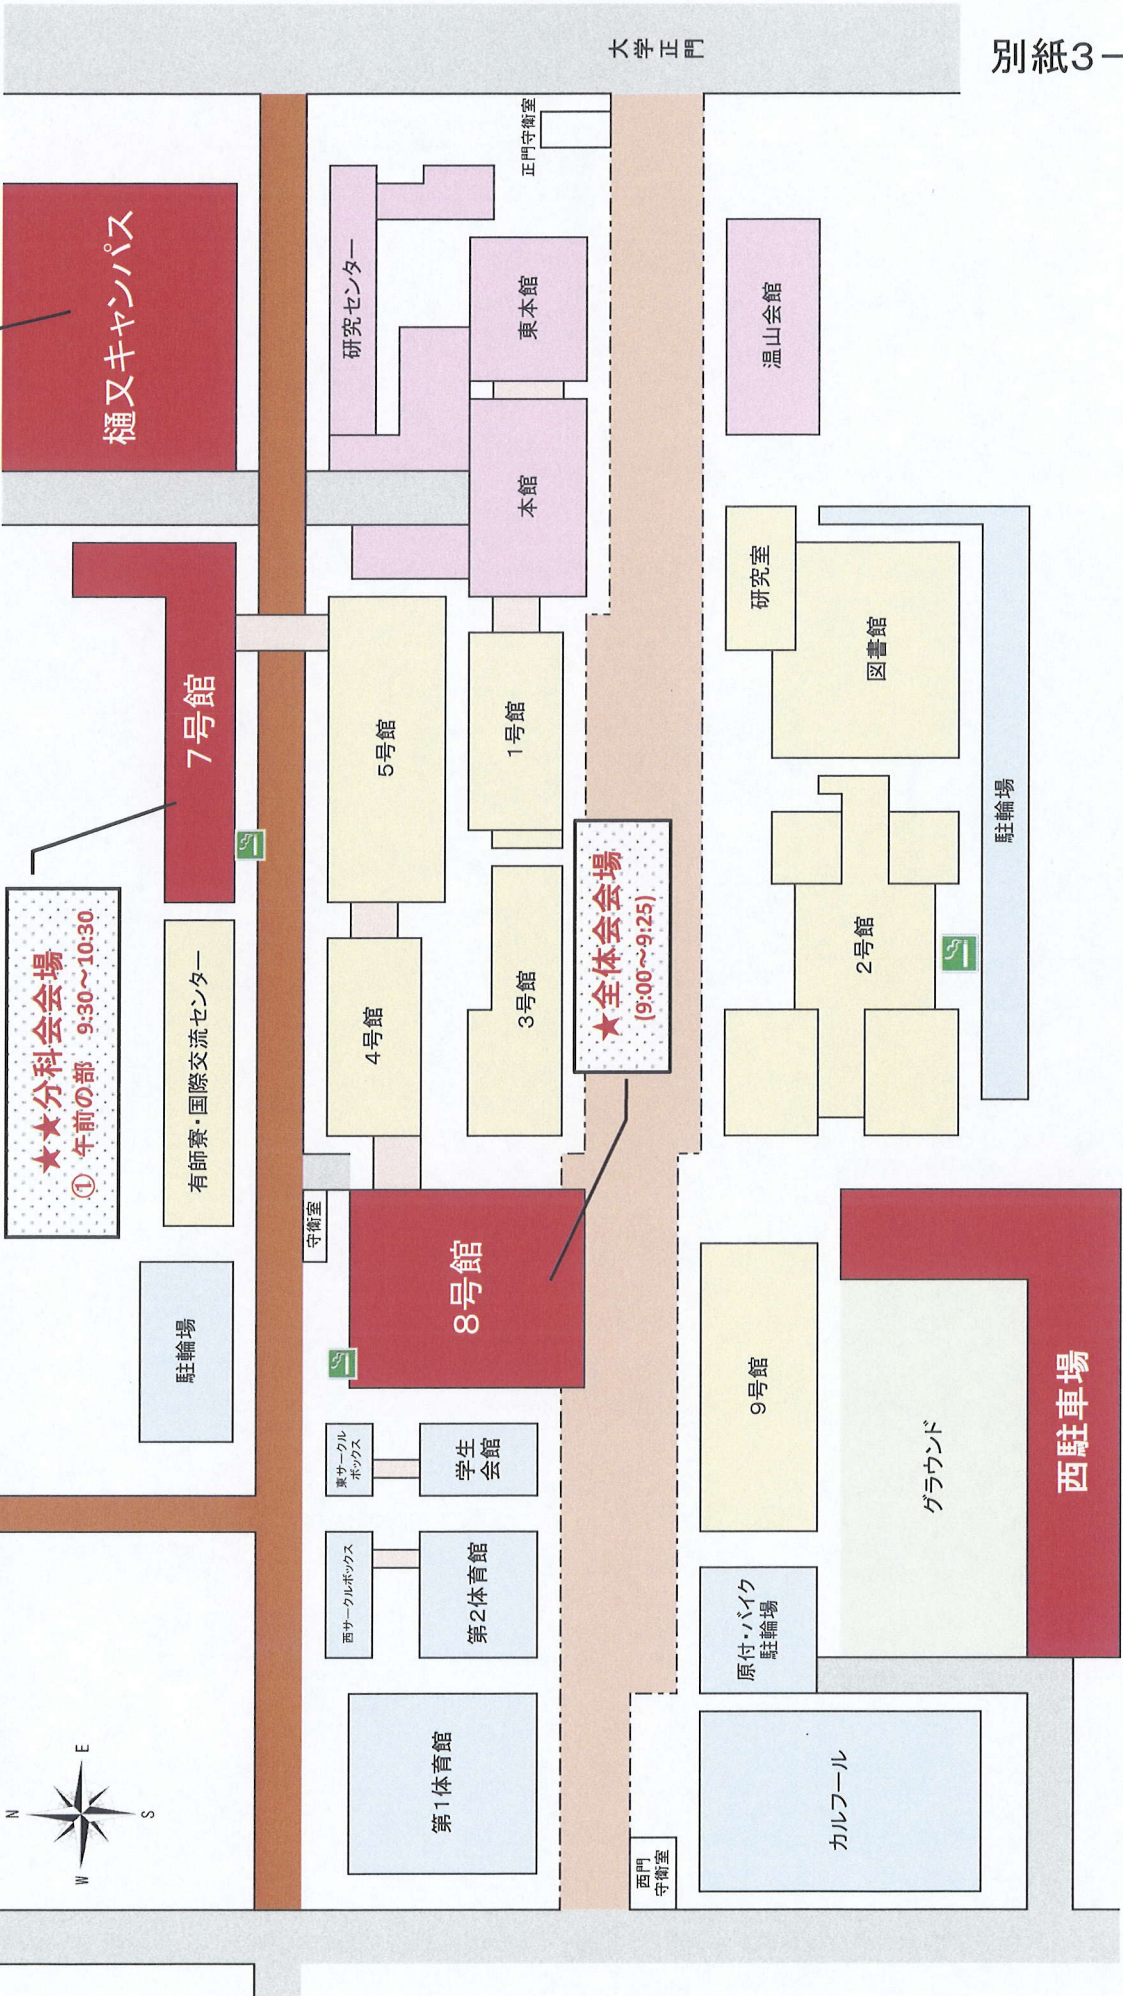 別紙3－
大学正門
正門守衛室
樋又キャンパス
研究センター
東本館
温山会館
本館
研究室
図書館
7号館
5号館
1号館
駐輪場
★★分科会会場
① 午前の部 9:30～10:30
★全体会会場
(9:00～9:25)
有師寮・国際交流センター
4号館
3号館
2号館
守衛室
8号館
駐輪場
9号館
グラウンド
西駐車場
東サークル
ボックス
学生
会館
西サークルボックス
第2体育館
原付・バイク
駐輪場
第1体育館
カルフール
西門
守衛室
N
E
S
W